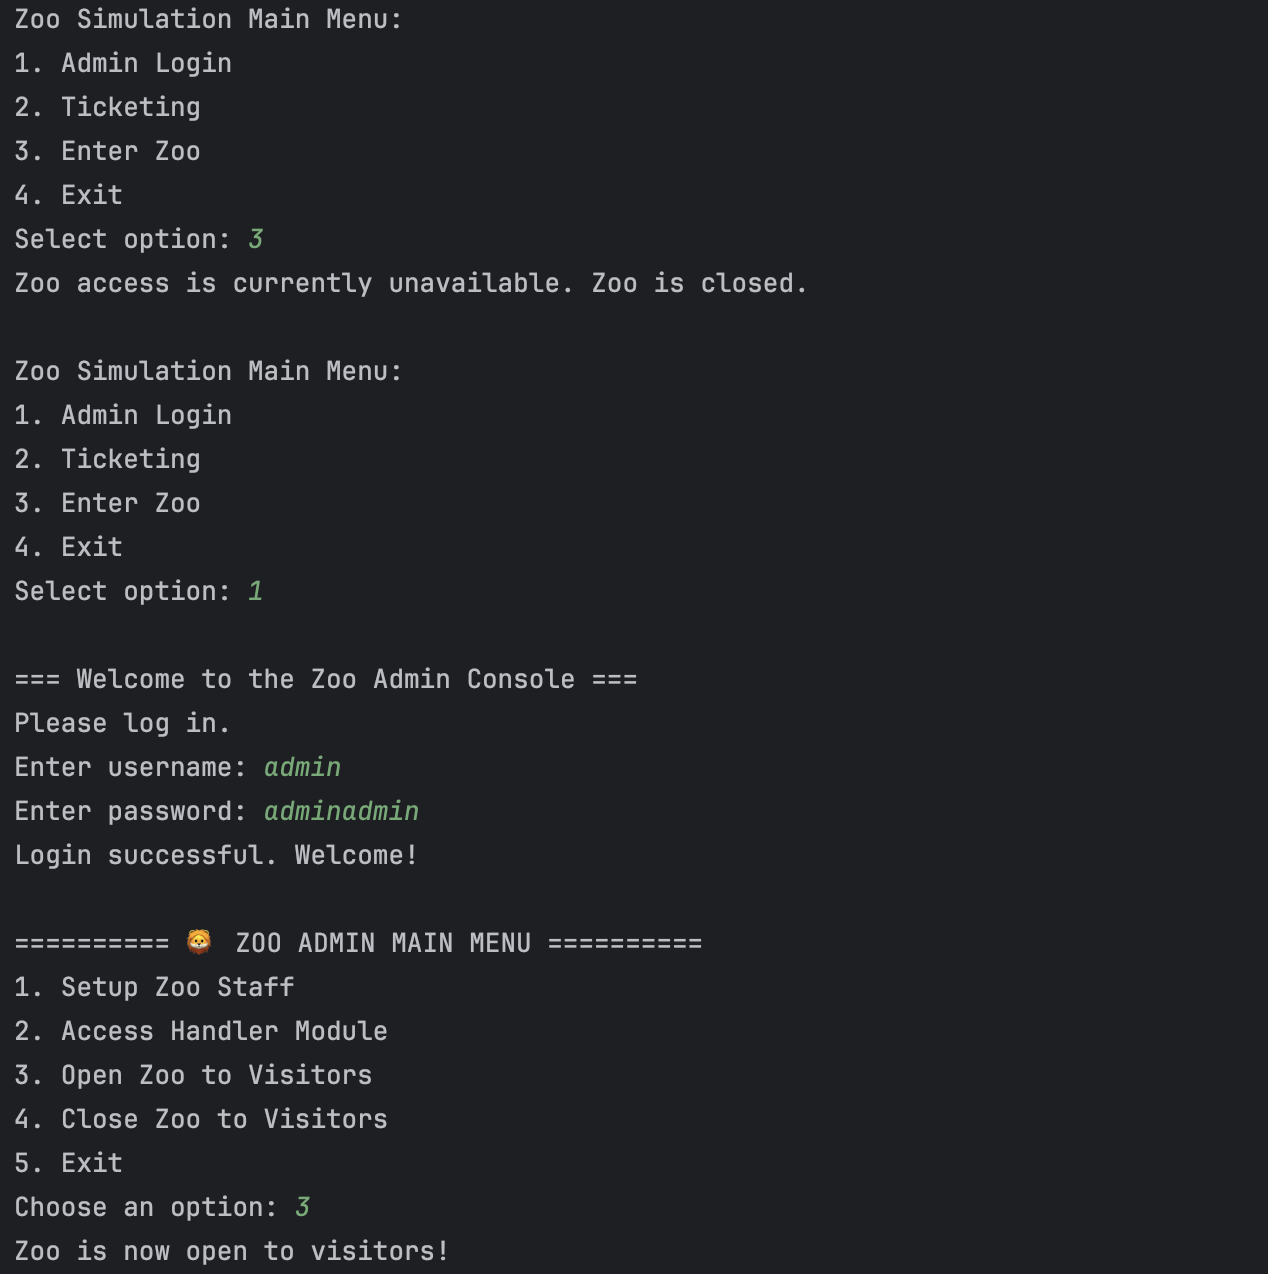 Zoo Simulation Main Menu:
1. Admin Login
2. Ticketing
3. Enter Zoo
4. Exit
Select option: 3
Zoo access is currently unavailable. Zoo is closed.
Zoo Simulation Main Menu:
1. Admin Login
2. Ticketing
3. Enter Zoo
4. Exit
Select option: 1
=== Welcome to the Zoo Admin Console ===
Please log in.
Enter username: admin
Enter password: adminadmin
Login successful. Welcome!
========== 🦁 ZOO ADMIN MAIN MENU ==========
1. Setup Zoo Staff
2. Access Handler Module
3. Open Zoo to Visitors
4. Close Zoo to Visitors
5. Exit
Choose an option: 3
Zoo is now open to visitors!